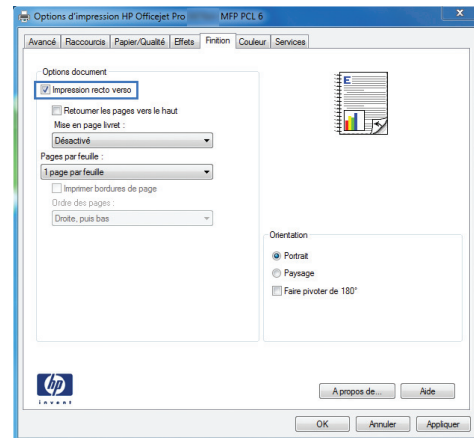 Options d'impression HP Officejet Pro MFP PCL 6
Avancé Raccourcis Papier/Qualité Effets Finition Couleur Services
Options document
Impression recto verso
Retourner les pages vers le haut
Mise en page livret :
Désactivé
Pages par feuille :
1 page par feuille
Imprimer bordures de page
Ordre des pages :
Droite, puis bas
E
Orientation
Portrait
Paysage
Faire pivoter de 180°
hp
invent
A propos de... Aide
OK Annuler Appliquer